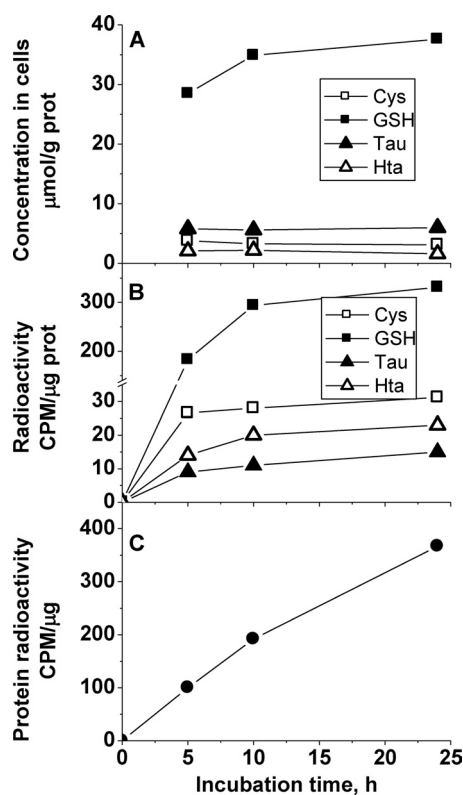 A
Concentration in cells
μmol/g prot
40
30
20
10
0
Cys
GSH
Tau
Hta
B
Radioactivity
CPM/μg prot
300
200
30
20
10
0
Cys
GSH
Tau
Hta
C
Protein radioactivity
CPM/μg
400
300
200
100
0
0 5 10 15 20 25
Incubation time, h